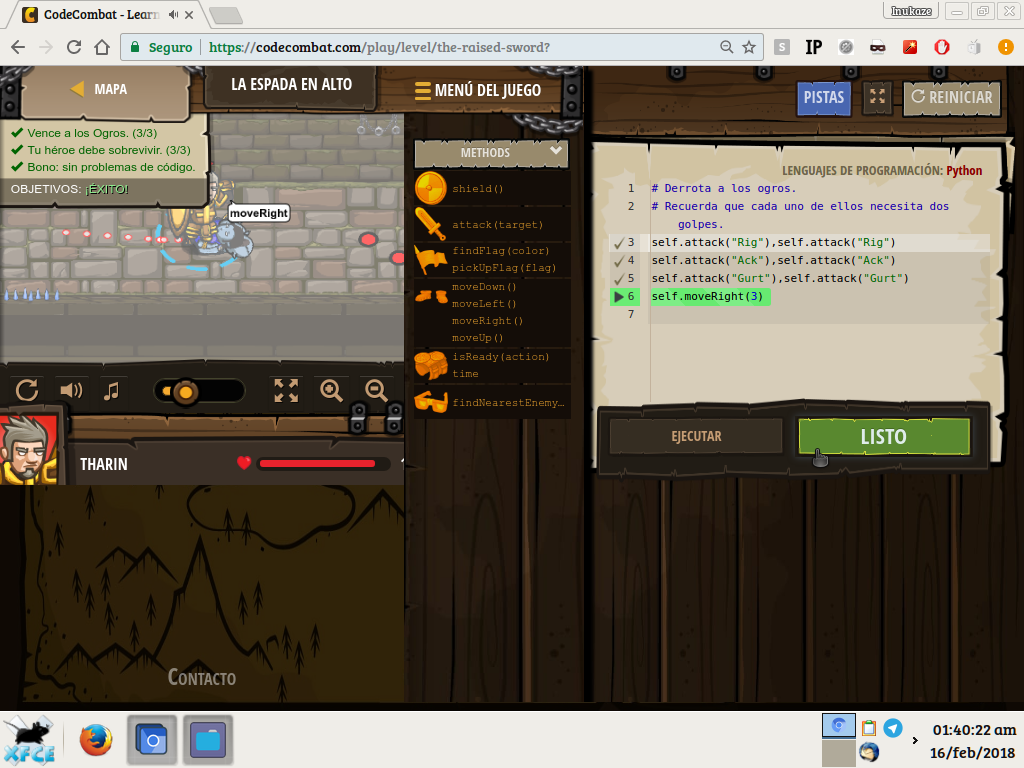 CodeCombat - Learn
Inukaze
Seguro
https://codecombat.com/play/level/the-raised-sword?
S
IP
MAPA
LA ESPADA EN ALTO
MENÚ DEL JUEGO
PISTAS
REINICIAR
Vence a los Ogros. (3/3)
Tu héroe debe sobrevivir. (3/3)
Bono: sin problemas de código.
OBJETIVOS: ¡ÉXITO!
moveRight
METHODS
shield()
attack(target)
findFlag(color)
pickUpFlag(flag)
moveDown()
moveLeft()
moveRight()
moveUp()
isReady(action)
time
findNearestEnemy…
LENGUAJES DE PROGRAMACIÓN: Python
1 # Derrota a los ogros.
2 # Recuerda que cada uno de ellos necesita dos
golpes.
3 self.attack("Rig"),self.attack("Rig")
4 self.attack("Ack"),self.attack("Ack")
5 self.attack("Gurt"),self.attack("Gurt")
6 self.moveRight(3)
7
EJECUTAR
LISTO
THARIN
CONTACTO
XFCE
01:40:22 am
16/feb/2018